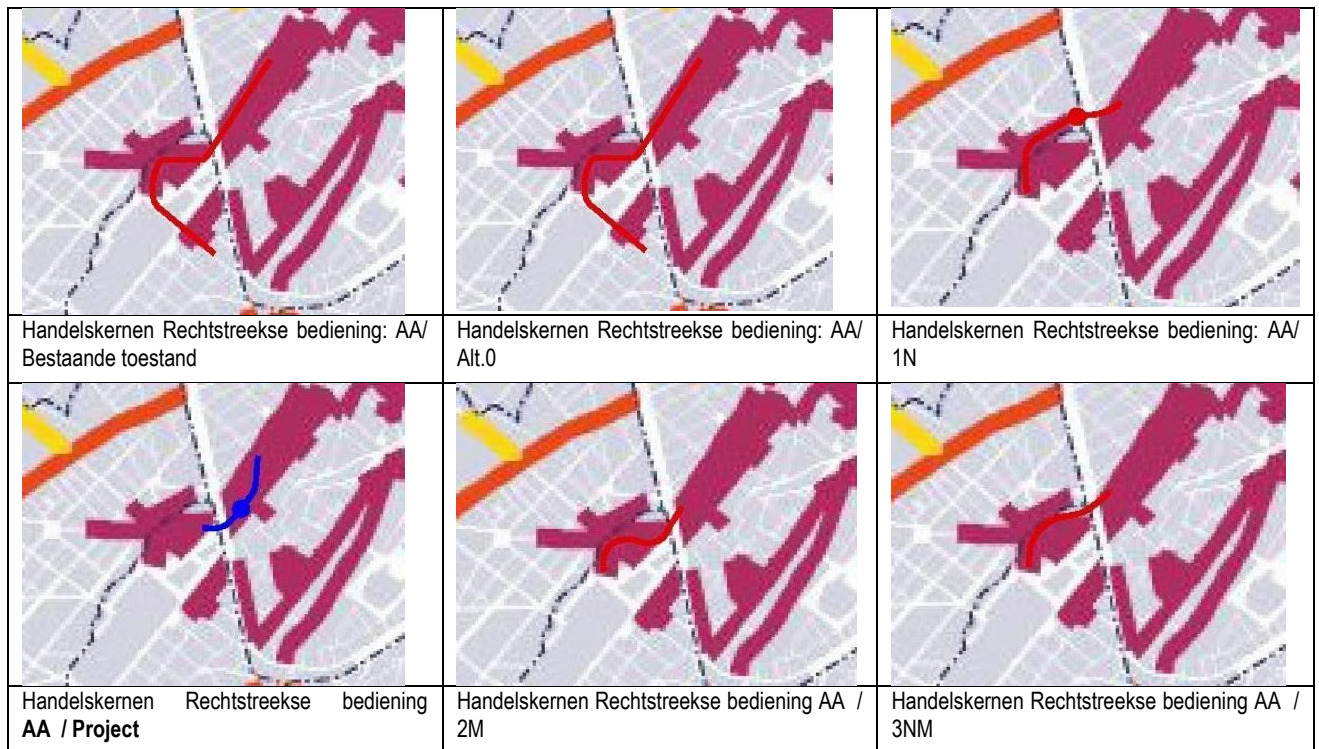 Handelskernen Rechtstreekse bediening: AA/
Bestaande toestand
Handelskernen Rechtstreekse bediening: AA/
Alt.0
Handelskernen Rechtstreekse bediening: AA/
1N
Handelskernen Rechtstreekse bediening
AA / Project
Handelskernen Rechtstreekse bediening AA /
2M
Handelskernen Rechtstreekse bediening AA /
3NM